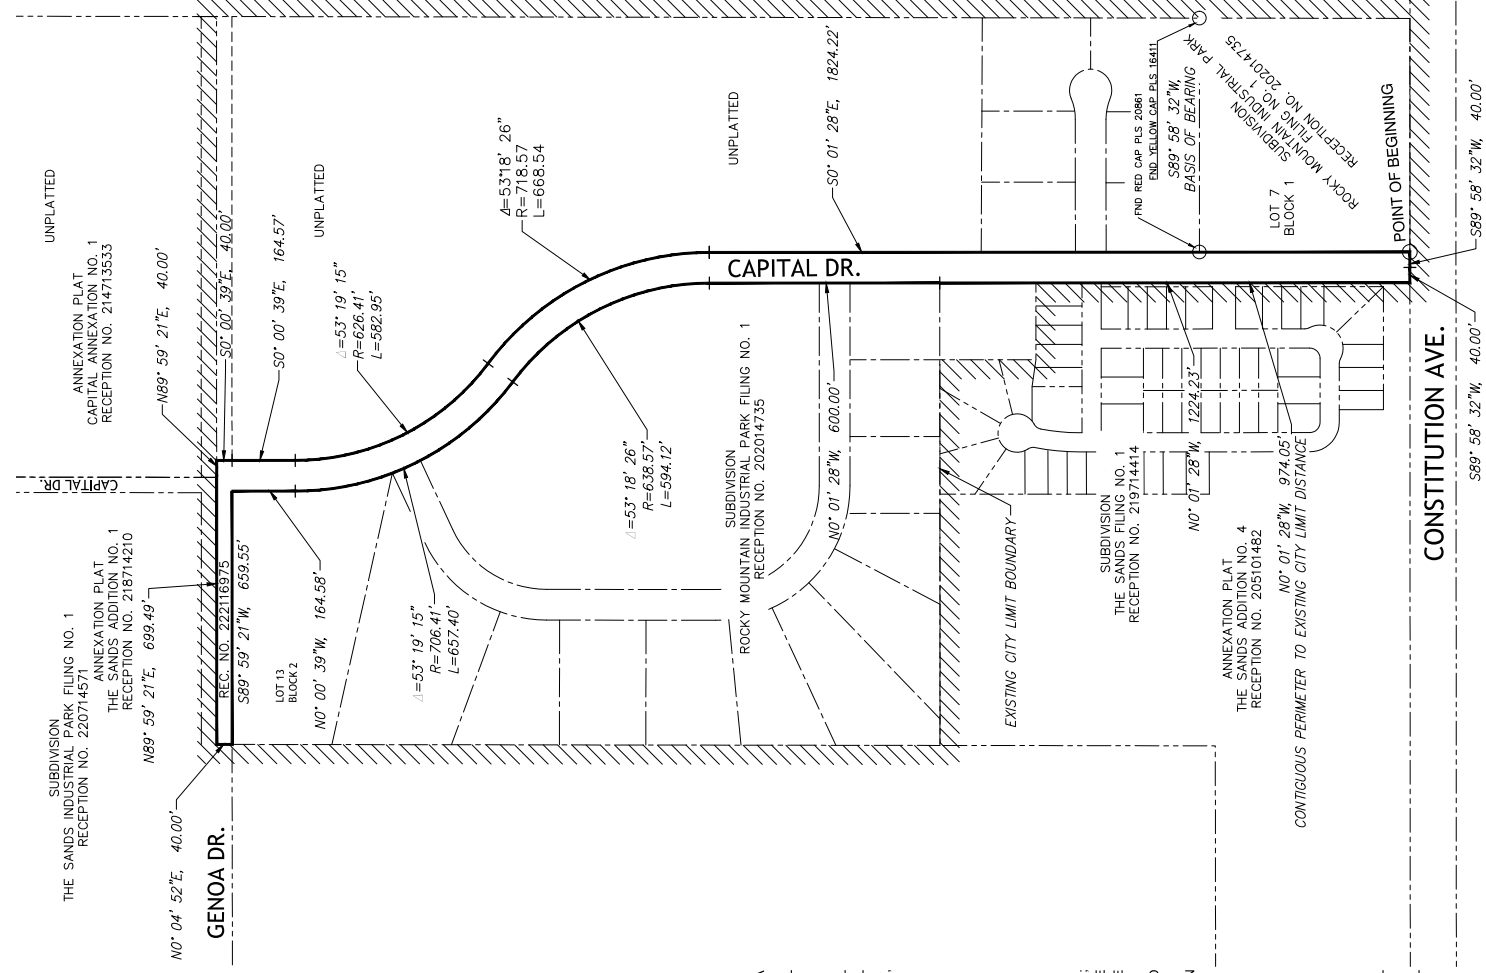 UNPLATTED
ANNEXATION PLAT
CAPITAL ANNEXATION NO. 1
RECEPTION NO. 214713533
N89° 59' 21"E, 40.00'
S0° 00' 39"E, 40.00'
S0° 00' 39"E, 164.57'
UNPLATTED
Δ=53° 19' 15"
R=626.41'
L=582.95'
Δ=53°18' 26"
R=718.57
L=668.54
UNPLATTED
S0° 01' 28"E, 1824.22'
FND RED CAP PLS 20861
FND YELLOW CAP PLS 16411
S89° 58' 32"W,
BASIS OF BEARING
SUBDIVISION
ROCKY MOUNTAIN INDUSTRIAL PARK
FILING NO. 1
RECEPTION NO. 202014735
LOT 7
BLOCK 1
POINT OF BEGINNING
S89° 58' 32"W, 40.00'
CAPITAL DR.
CAPITAL DR.
SUBDIVISION
THE SANDS INDUSTRIAL PARK FILING NO. 1
RECEPTION NO. 220714571
ANNEXATION PLAT
THE SANDS ADDITION NO. 1
RECEPTION NO. 218714210
N89° 59' 21"E, 699.49'
N0° 04' 52"E, 40.00'
GENOA DR.
REC. NO. 222116975
S89° 59' 21"W, 659.55'
LOT 13
BLOCK 2
N0° 00' 39"W, 164.58'
Δ=53° 19' 15"
R=706.41'
L=657.40'
Δ=53° 18' 26"
R=638.57'
L=594.12'
SUBDIVISION
ROCKY MOUNTAIN INDUSTRIAL PARK FILING NO. 1
RECEPTION NO. 202014735
N0° 01' 28"W, 600.00'
EXISTING CITY LIMIT BOUNDARY
SUBDIVISION
THE SANDS FILING NO. 1
RECEPTION NO. 219714414
N0° 01' 28"W, 1224.23'
ANNEXATION PLAT
THE SANDS ADDITION NO. 4
RECEPTION NO. 205101482
N0° 01' 28"W, 974.05'
CONTIGUOUS PERIMETER TO EXISTING CITY LIMIT DISTANCE
CONSTITUTION AVE.
S89° 58' 32"W, 40.00'